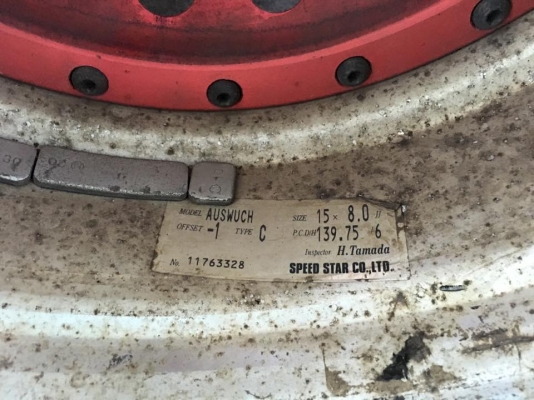 MODEL AUSWUCH SIZE 15 × 8.0 JJ
OFFSET -1 TYPE C P.C.D/H 139.75 /6
Inspector H. Tamada
No 11763328 SPEED STAR CO.,LTD.